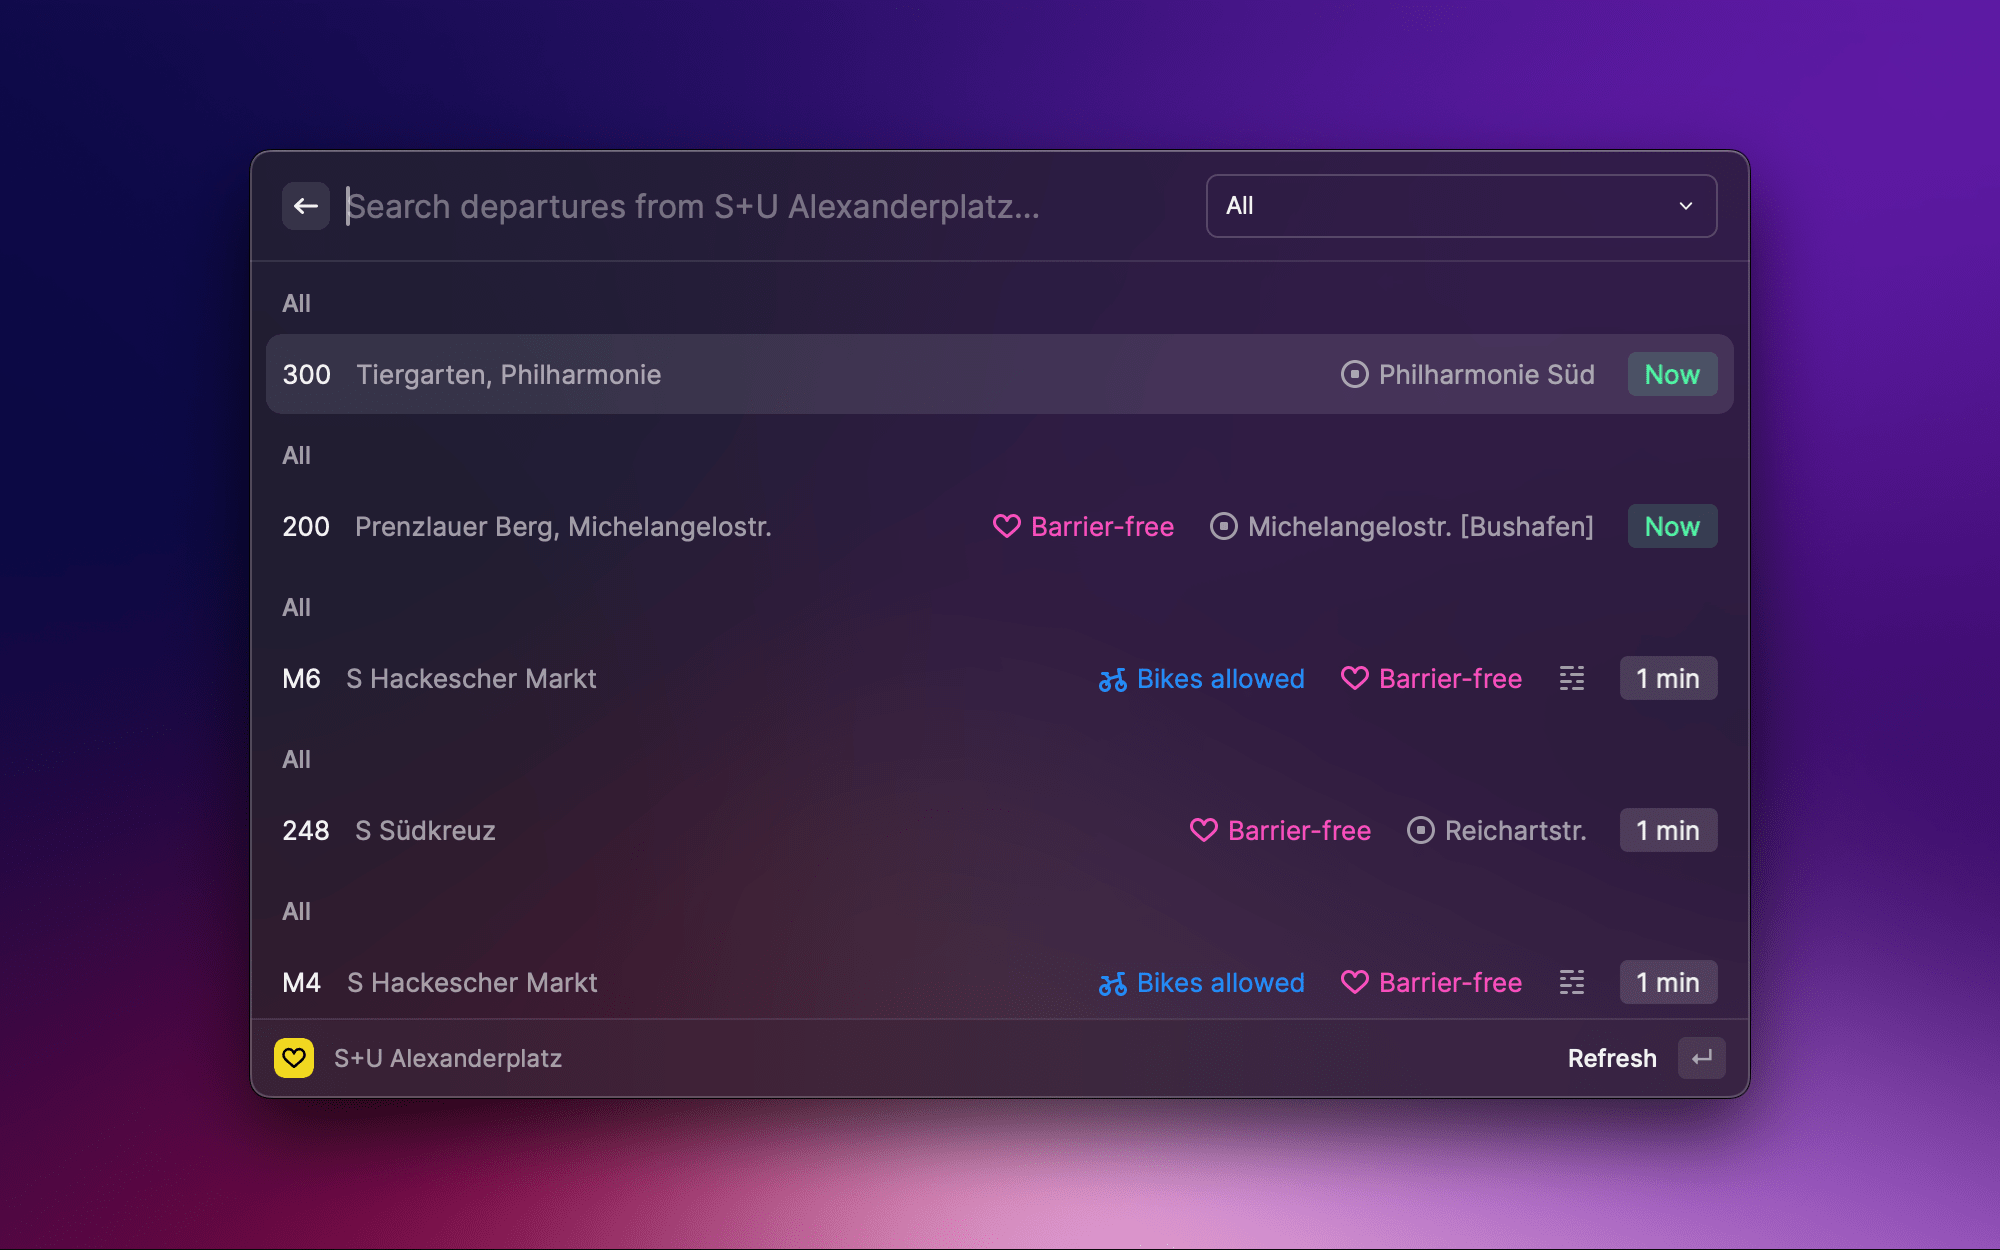 Search departures from S+U Alexanderplatz... All
All
300 Tiergarten, Philharmonie Philharmonie Süd Now
All
200 Prenzlauer Berg, Michelangelostr. Barrier-free Michelangelostr. [Bushafen] Now
All
M6 S Hackescher Markt Bikes allowed Barrier-free 1 min
All
248 S Südkreuz Barrier-free Reichartstr. 1 min
All
M4 S Hackescher Markt Bikes allowed Barrier-free 1 min
S+U Alexanderplatz Refresh